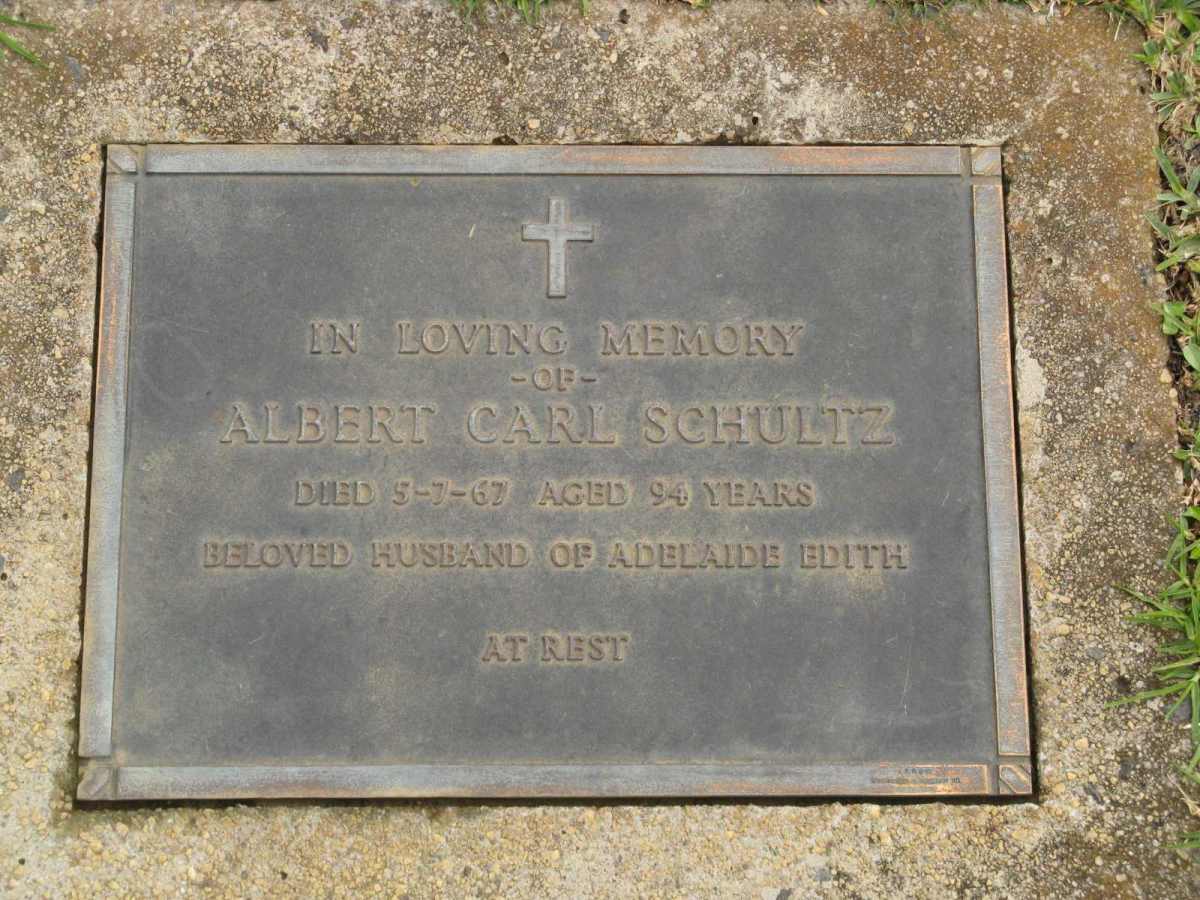 IN LOVING MEMORY
-OF-
ALBERT CARL SCHULTZ
DIED 5-7-67 AGED 94 YEARS
BELOVED HUSBAND OF ADELAIDE EDITH
AT REST